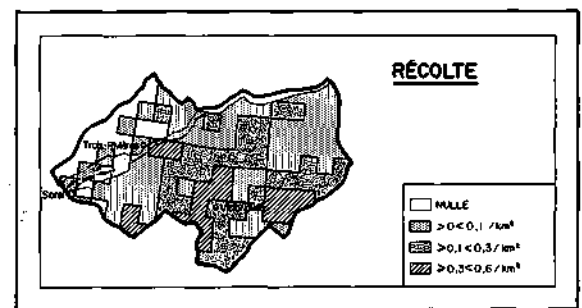 RÉCOLTE
Trois-Rivières
Sorel
NULLE
>0<0,1 /km²
>0,1<0,3/km²
>0,3<0,6/km²